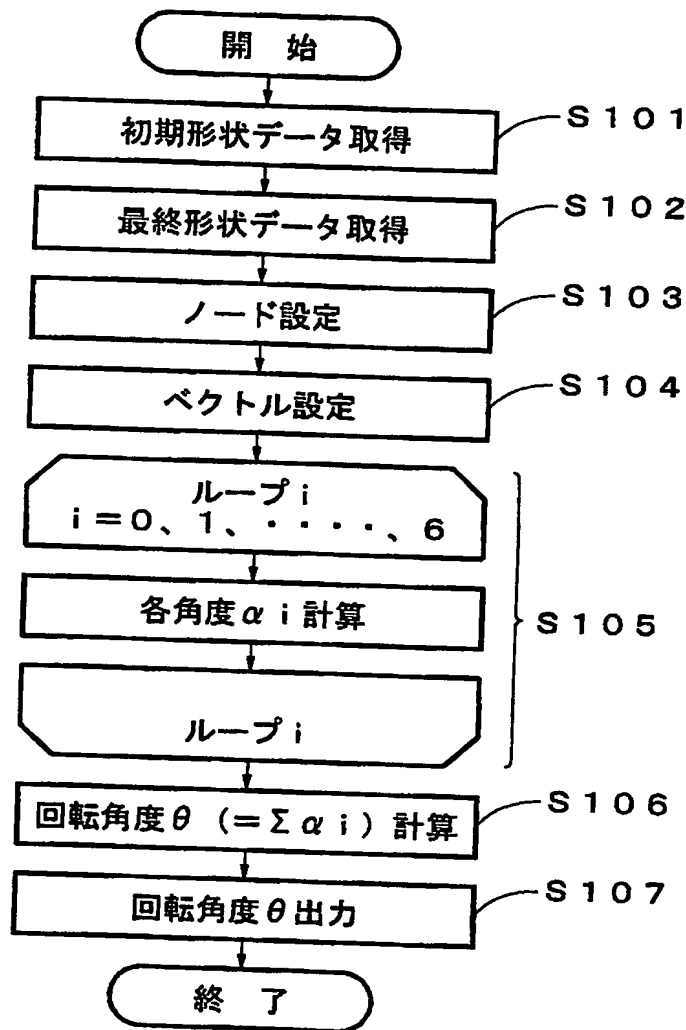 開 始
初期形状データ取得
S101
最終形状データ取得
S102
ノード設定
S103
ベクトル設定
S104
ループi
i=0、1、・・・・、6
各角度αi計算
S105
ループi
回転角度θ (=Σαi) 計算
S106
回転角度θ出力
S107
終 了